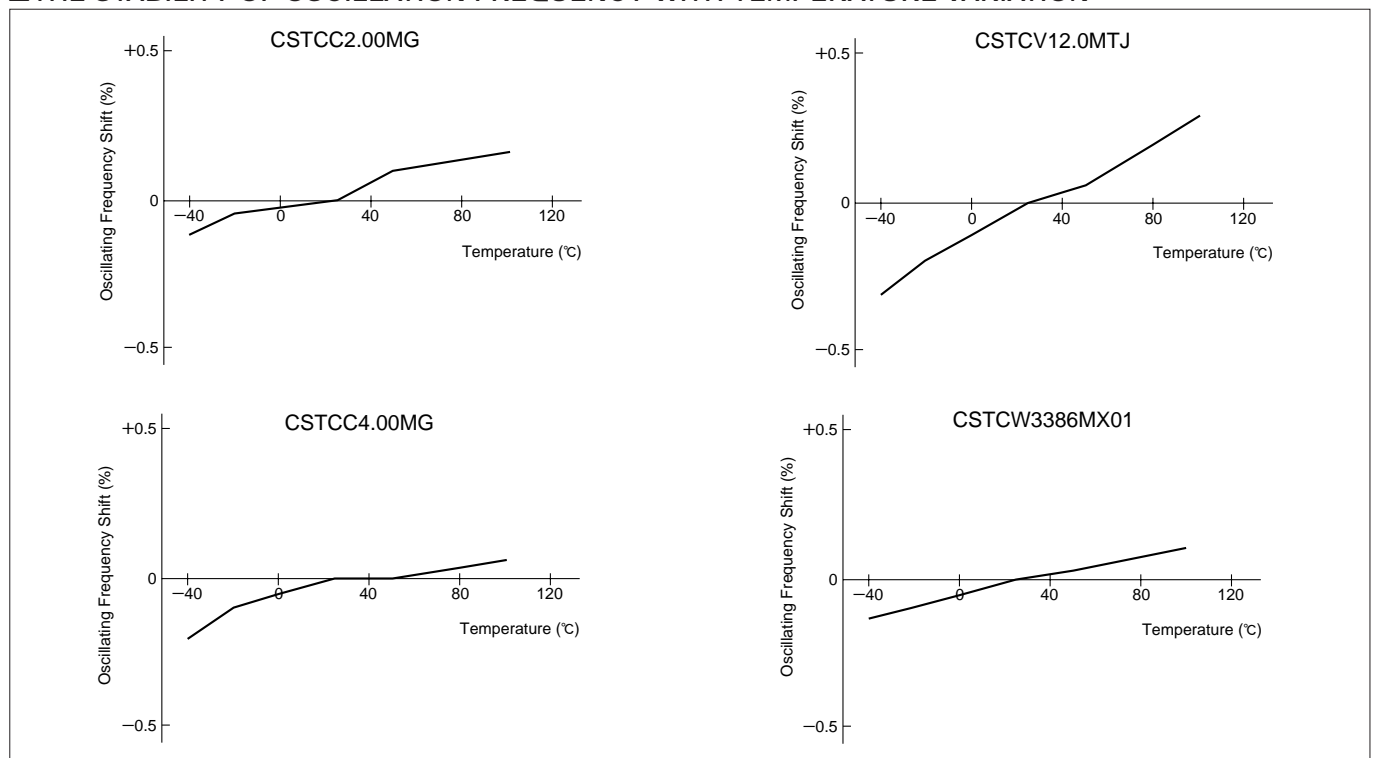 CSTCC2.00MG
+0.5
0
−0.5
−40
0
40
80
120
Oscillating Frequency Shift (%)
Temperature (℃)
CSTCV12.0MTJ
+0.5
0
−0.5
−40
0
40
80
120
Oscillating Frequency Shift (%)
Temperature (℃)
CSTCC4.00MG
+0.5
0
−0.5
−40
0
40
80
120
Oscillating Frequency Shift (%)
Temperature (℃)
CSTCW3386MX01
+0.5
0
−0.5
−40
0
40
80
120
Oscillating Frequency Shift (%)
Temperature (℃)